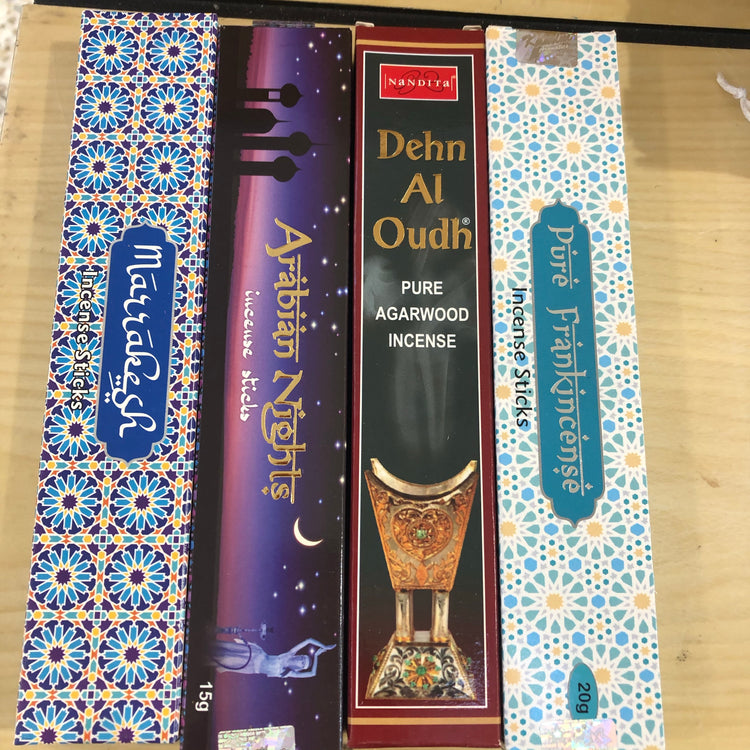 Marrakesh
Incense Sticks
Arabian Nights
incense sticks
15g
NANDITA
Dehn
Al
Oudh®
PURE
AGARWOOD
INCENSE
Pure Frankincense
Incense Sticks
20g